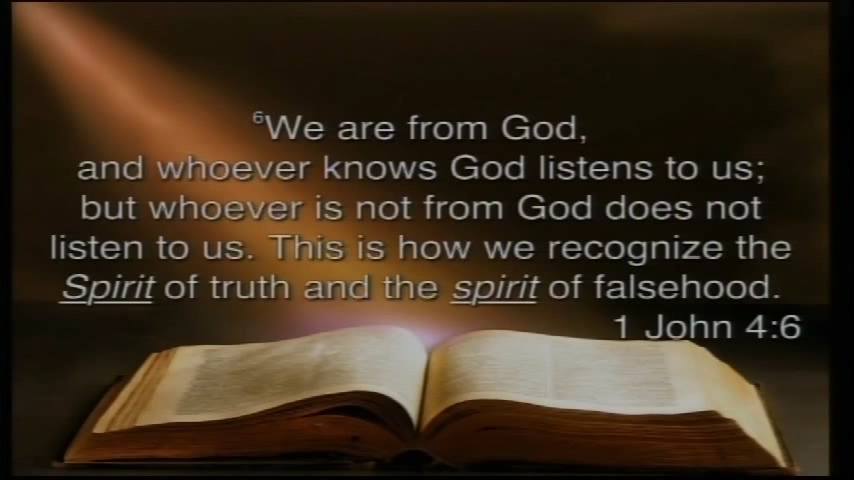 ⁶We are from God,
and whoever knows God listens to us;
but whoever is not from God does not
listen to us. This is how we recognize the
Spirit of truth and the spirit of falsehood.
1 John 4:6